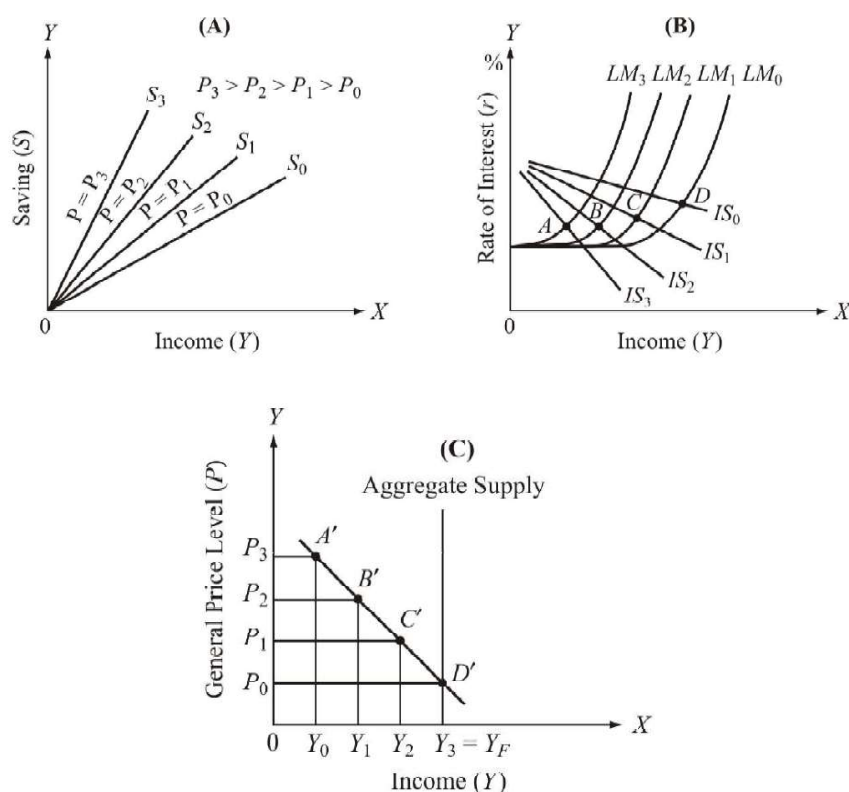 (A)
Y
P₃ > P₂ > P₁ > P₀
S₃
S₂
S₁
S₀
P = P₃
P = P₂
P = P₁
P = P₀
Saving (S)
0
X
Income (Y)
(B)
Y
%
LM₃ LM₂ LM₁ LM₀
Rate of Interest (r)
A
B
C
D
IS₀
IS₁
IS₂
IS₃
0
X
Income (Y)
(C)
Y
Aggregate Supply
General Price Level (P)
P₃
A′
P₂
B′
P₁
C′
P₀
D′
X
0
Y₀
Y₁
Y₂
Y₃ = Y_F
Income (Y)